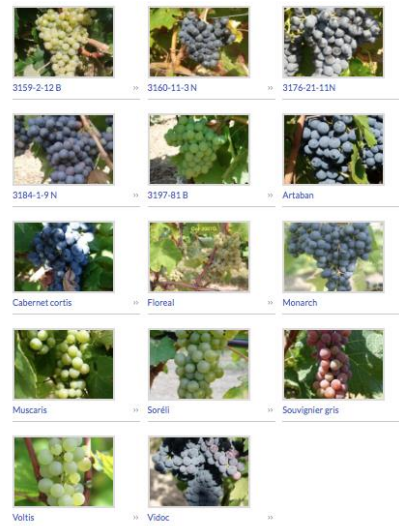 3159-2-12 B »
3160-11-3 N »
3176-21-11N
3184-1-9 N »
3197-81 B »
Artaban
Cabernet cortis »
Floreal »
Monarch
Muscaris »
Soréli »
Souvignier gris
Voltis »
Vidoc »